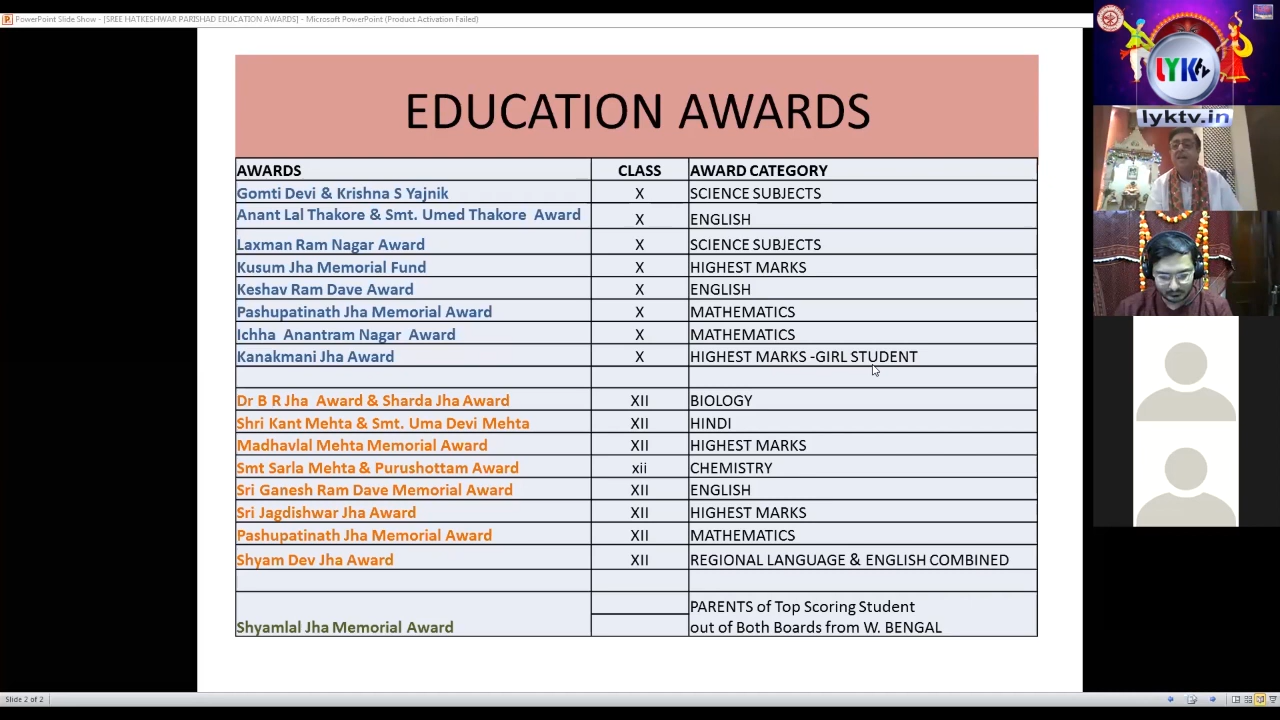 PowerPoint Slide Show - [SREE HATKESHWAR PARISHAD EDUCATION AWARDS] - Microsoft PowerPoint (Product Activation Failed)
EDUCATION AWARDS
AWARDS CLASS AWARD CATEGORY
Gomti Devi & Krishna S Yajnik X SCIENCE SUBJECTS
Anant Lal Thakore & Smt. Umed Thakore Award X ENGLISH
Laxman Ram Nagar Award X SCIENCE SUBJECTS
Kusum Jha Memorial Fund X HIGHEST MARKS
Keshav Ram Dave Award X ENGLISH
Pashupatinath Jha Memorial Award X MATHEMATICS
Ichha Anantram Nagar Award X MATHEMATICS
Kanakmani Jha Award X HIGHEST MARKS -GIRL STUDENT
Dr B R Jha Award & Sharda Jha Award XII BIOLOGY
Shri Kant Mehta & Smt. Uma Devi Mehta XII HINDI
Madhavlal Mehta Memorial Award XII HIGHEST MARKS
Smt Sarla Mehta & Purushottam Award xii CHEMISTRY
Sri Ganesh Ram Dave Memorial Award XII ENGLISH
Sri Jagdishwar Jha Award XII HIGHEST MARKS
Pashupatinath Jha Memorial Award XII MATHEMATICS
Shyam Dev Jha Award XII REGIONAL LANGUAGE & ENGLISH COMBINED
PARENTS of Top Scoring Student
Shyamlal Jha Memorial Award out of Both Boards from W. BENGAL
Slide 2 of 2
LYK tv
lyktv.in